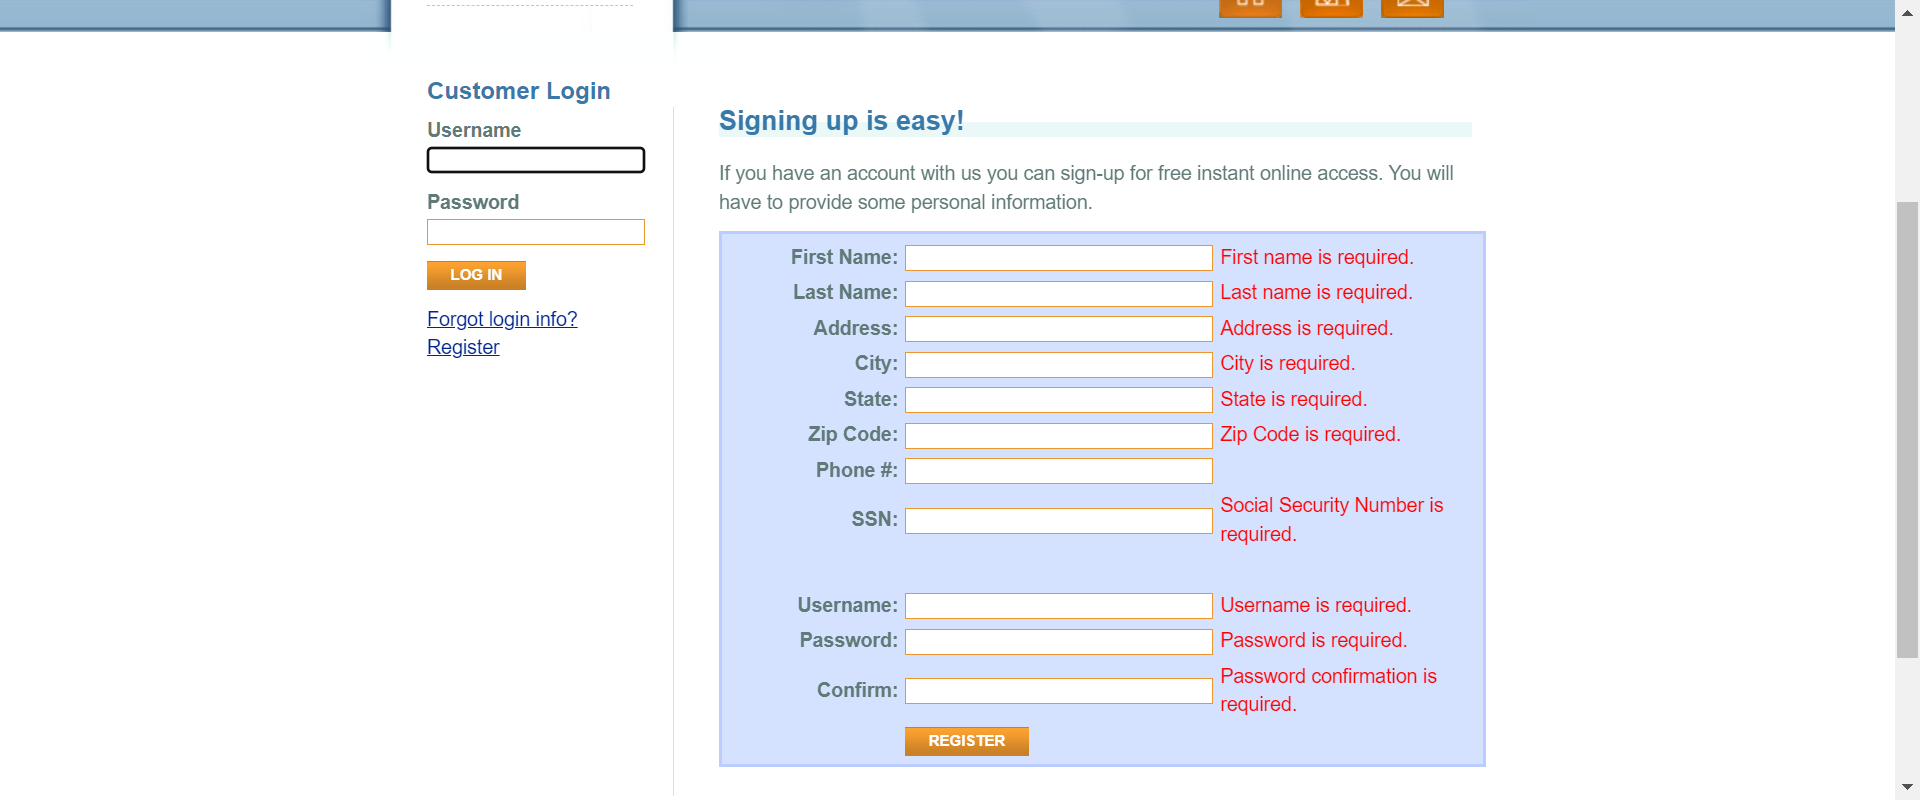 Customer Login
Username
Password
LOG IN
Forgot login info?
Register
Signing up is easy!
If you have an account with us you can sign-up for free instant online access. You will
have to provide some personal information.
First Name: First name is required.
Last Name: Last name is required.
Address: Address is required.
City: City is required.
State: State is required.
Zip Code: Zip Code is required.
Phone #:
SSN: Social Security Number is
required.
Username: Username is required.
Password: Password is required.
Confirm: Password confirmation is
required.
REGISTER